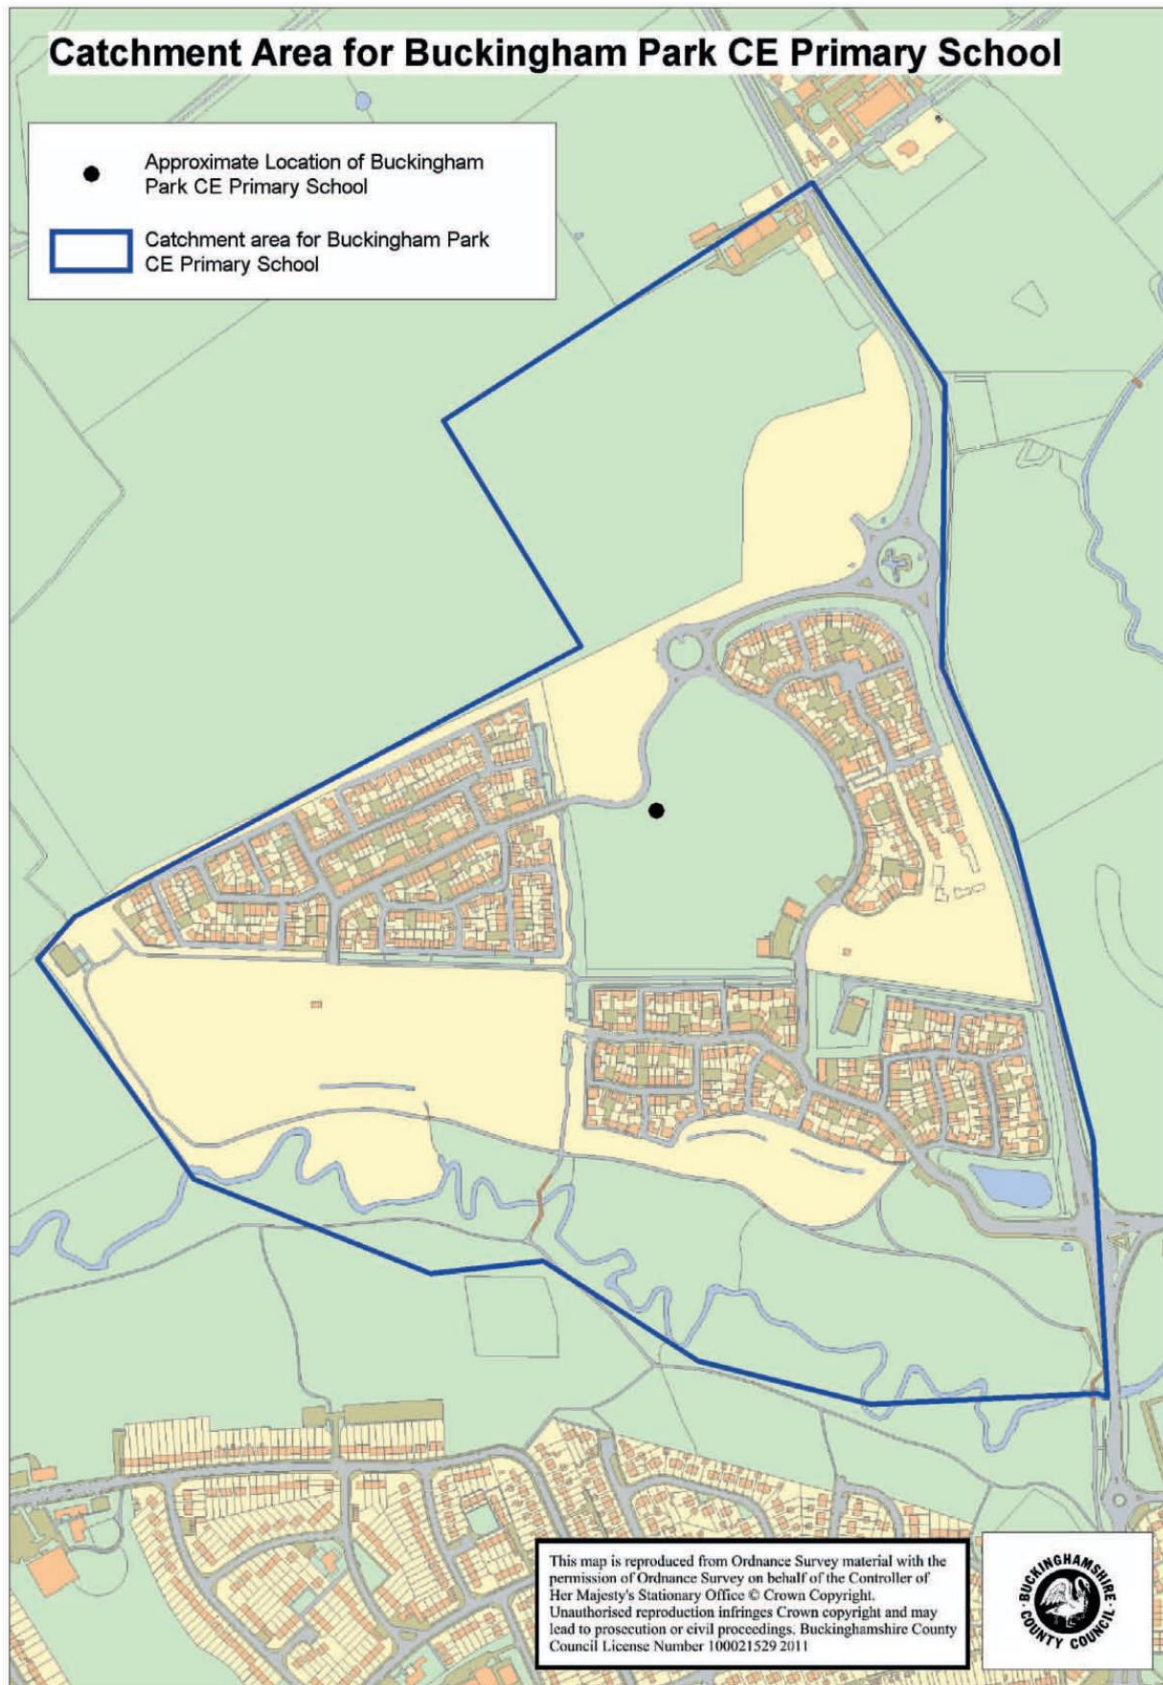 Catchment Area for Buckingham Park CE Primary School
Approximate Location of Buckingham
Park CE Primary School
Catchment area for Buckingham Park
CE Primary School
This map is reproduced from Ordnance Survey material with the
permission of Ordnance Survey on behalf of the Controller of
Her Majesty's Stationary Office © Crown Copyright.
Unauthorised reproduction infringes Crown copyright and may
lead to prosecution or civil proceedings. Buckinghamshire County
Council License Number 100021529 2011
BUCKINGHAMSHIRE
COUNTY COUNCIL